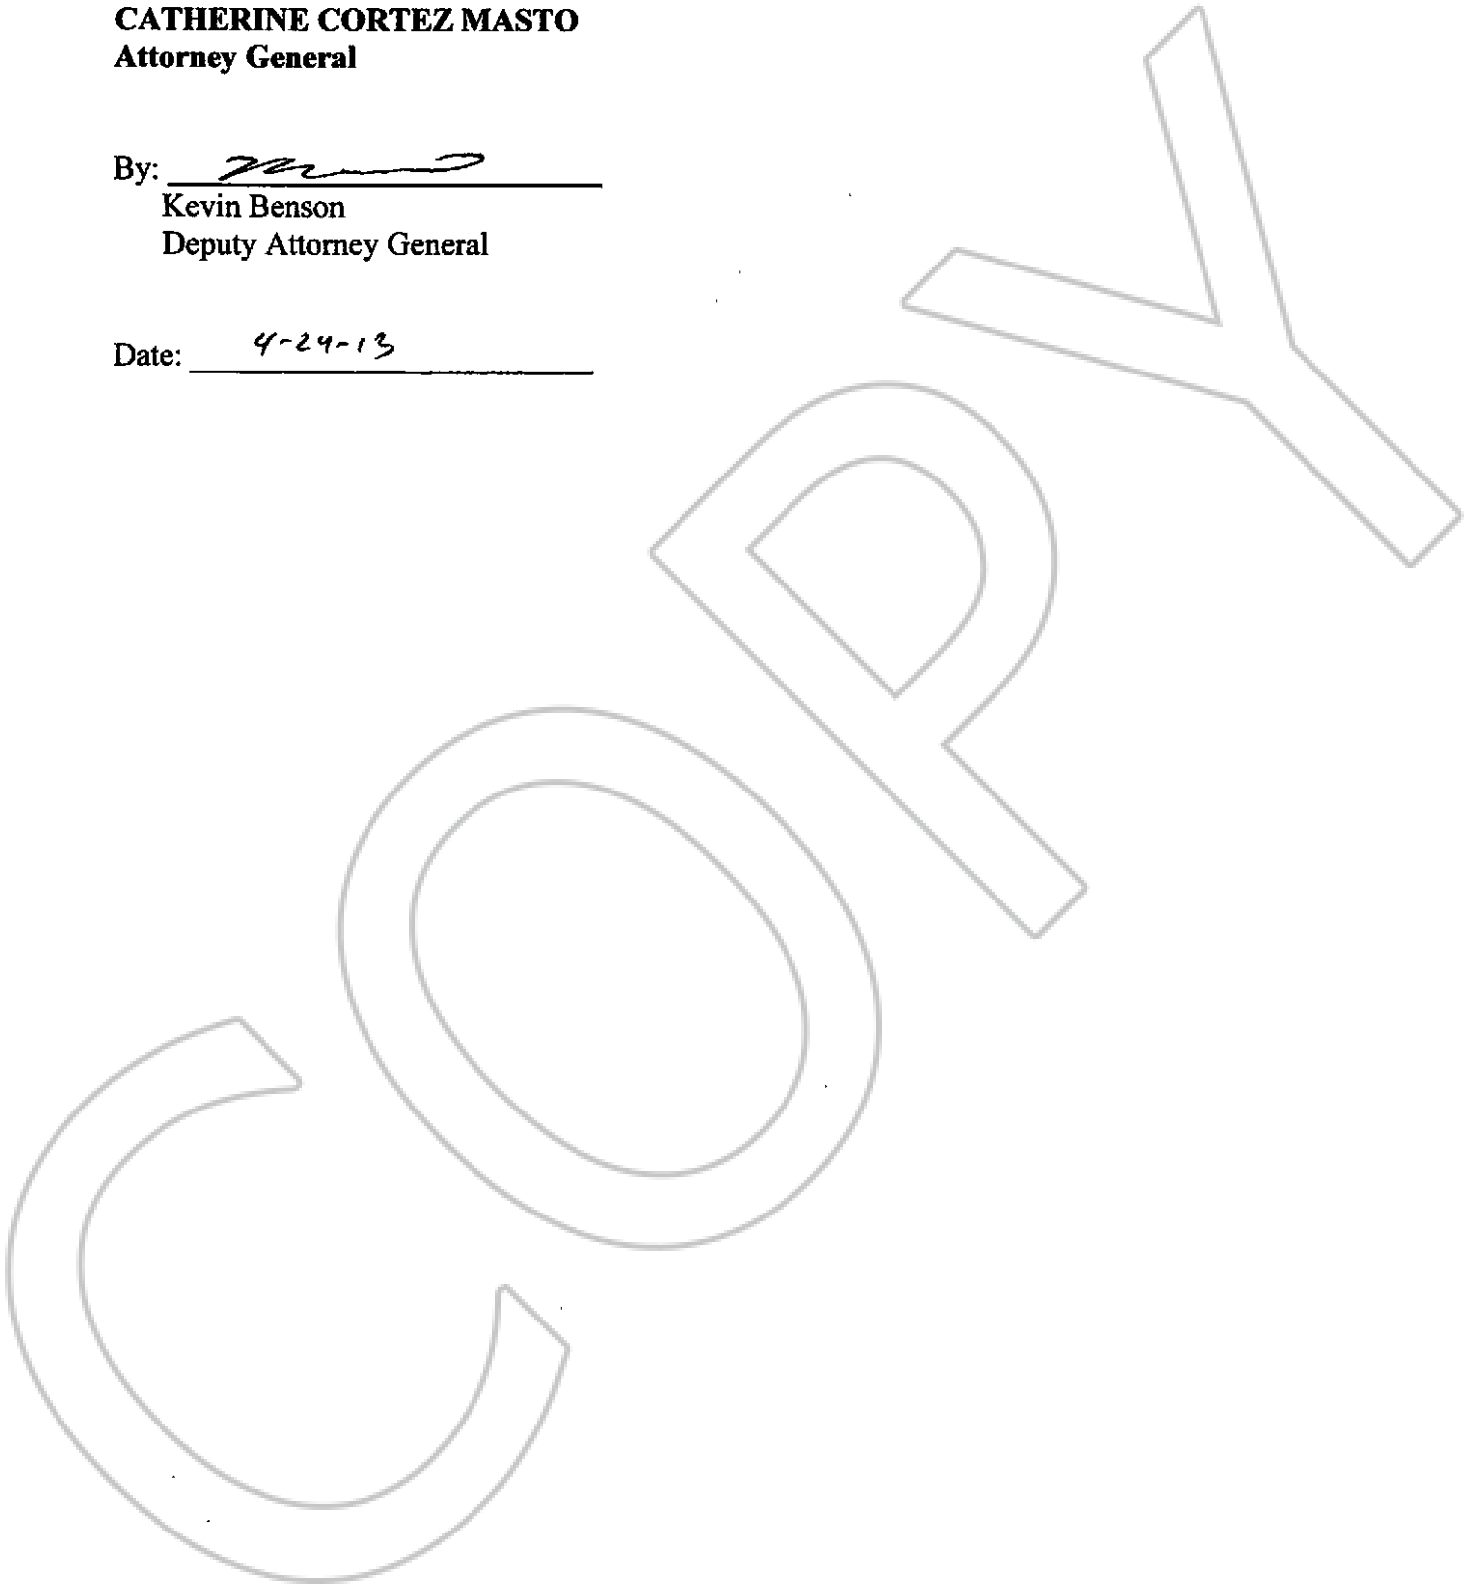 CATHERINE CORTEZ MASTO
Attorney General
By:
Kevin Benson
Deputy Attorney General
Date: 4-24-13
COPY